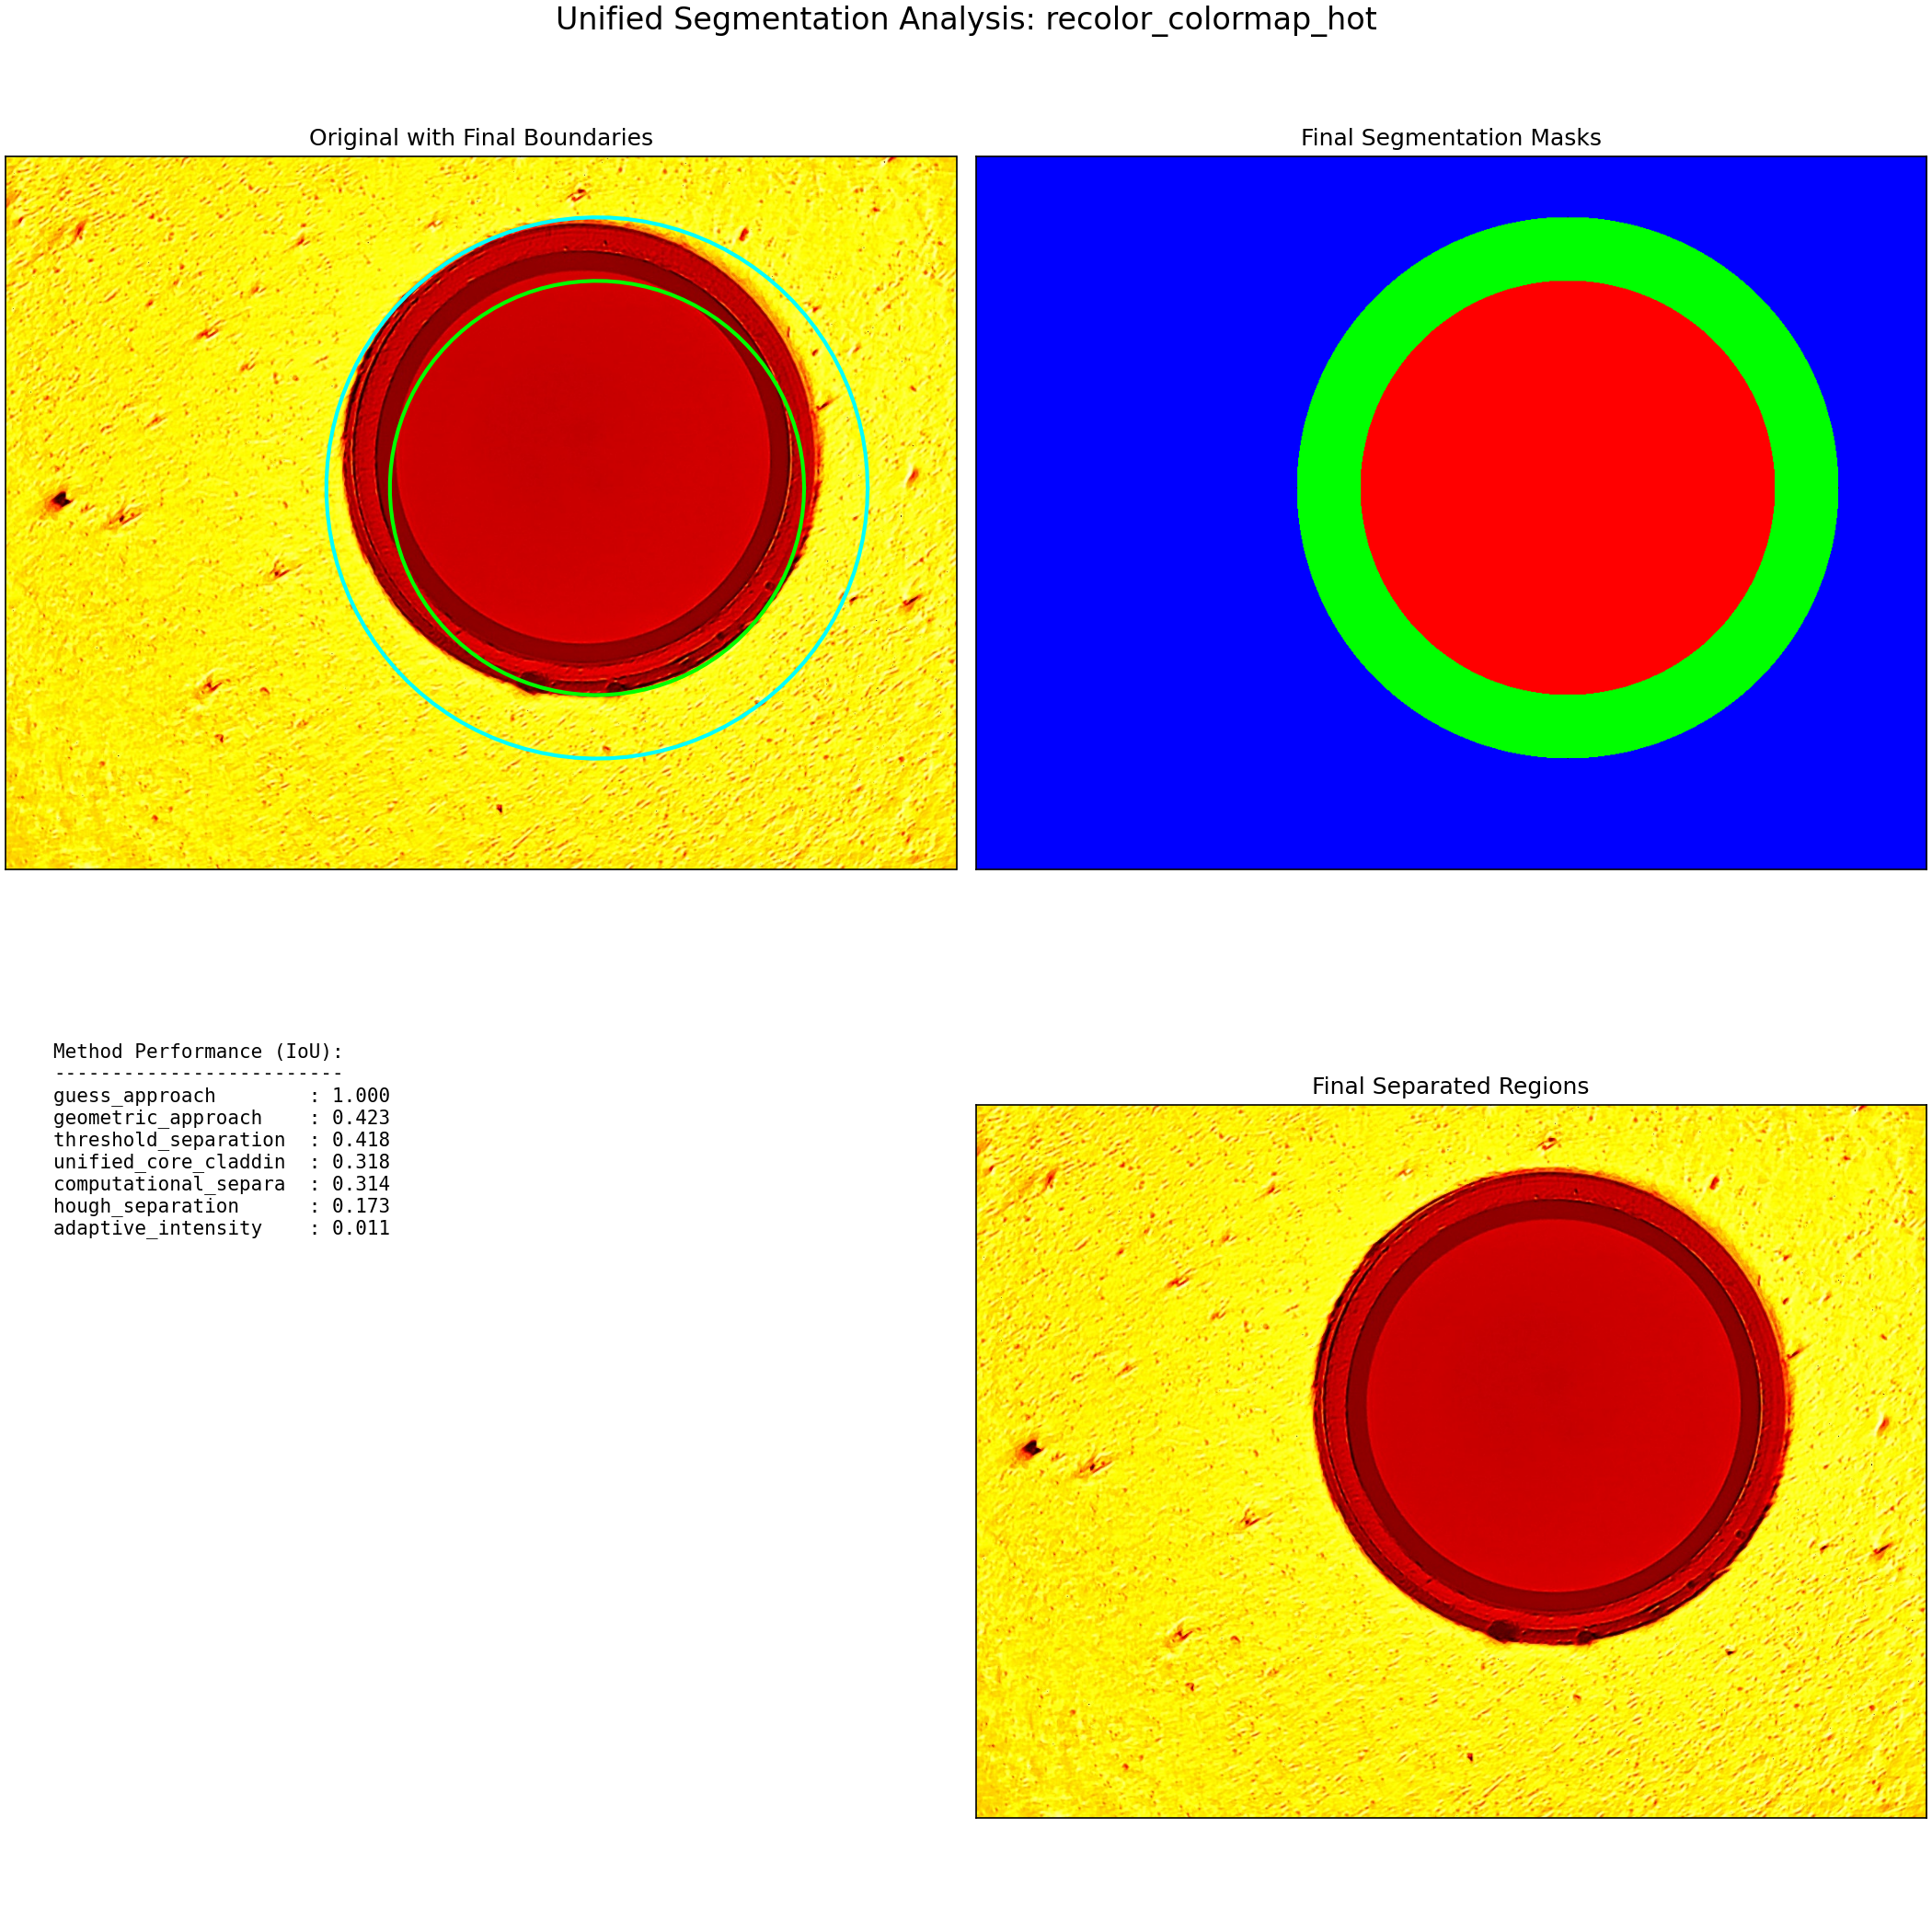 Unified Segmentation Analysis: recolor_colormap_hot
Original with Final Boundaries
Final Segmentation Masks
Method Performance (IoU):
-------------------------
guess_approach        : 1.000
geometric_approach    : 0.423
threshold_separation  : 0.418
unified_core_claddin  : 0.318
computational_separa  : 0.314
hough_separation      : 0.173
adaptive_intensity    : 0.011
Final Separated Regions